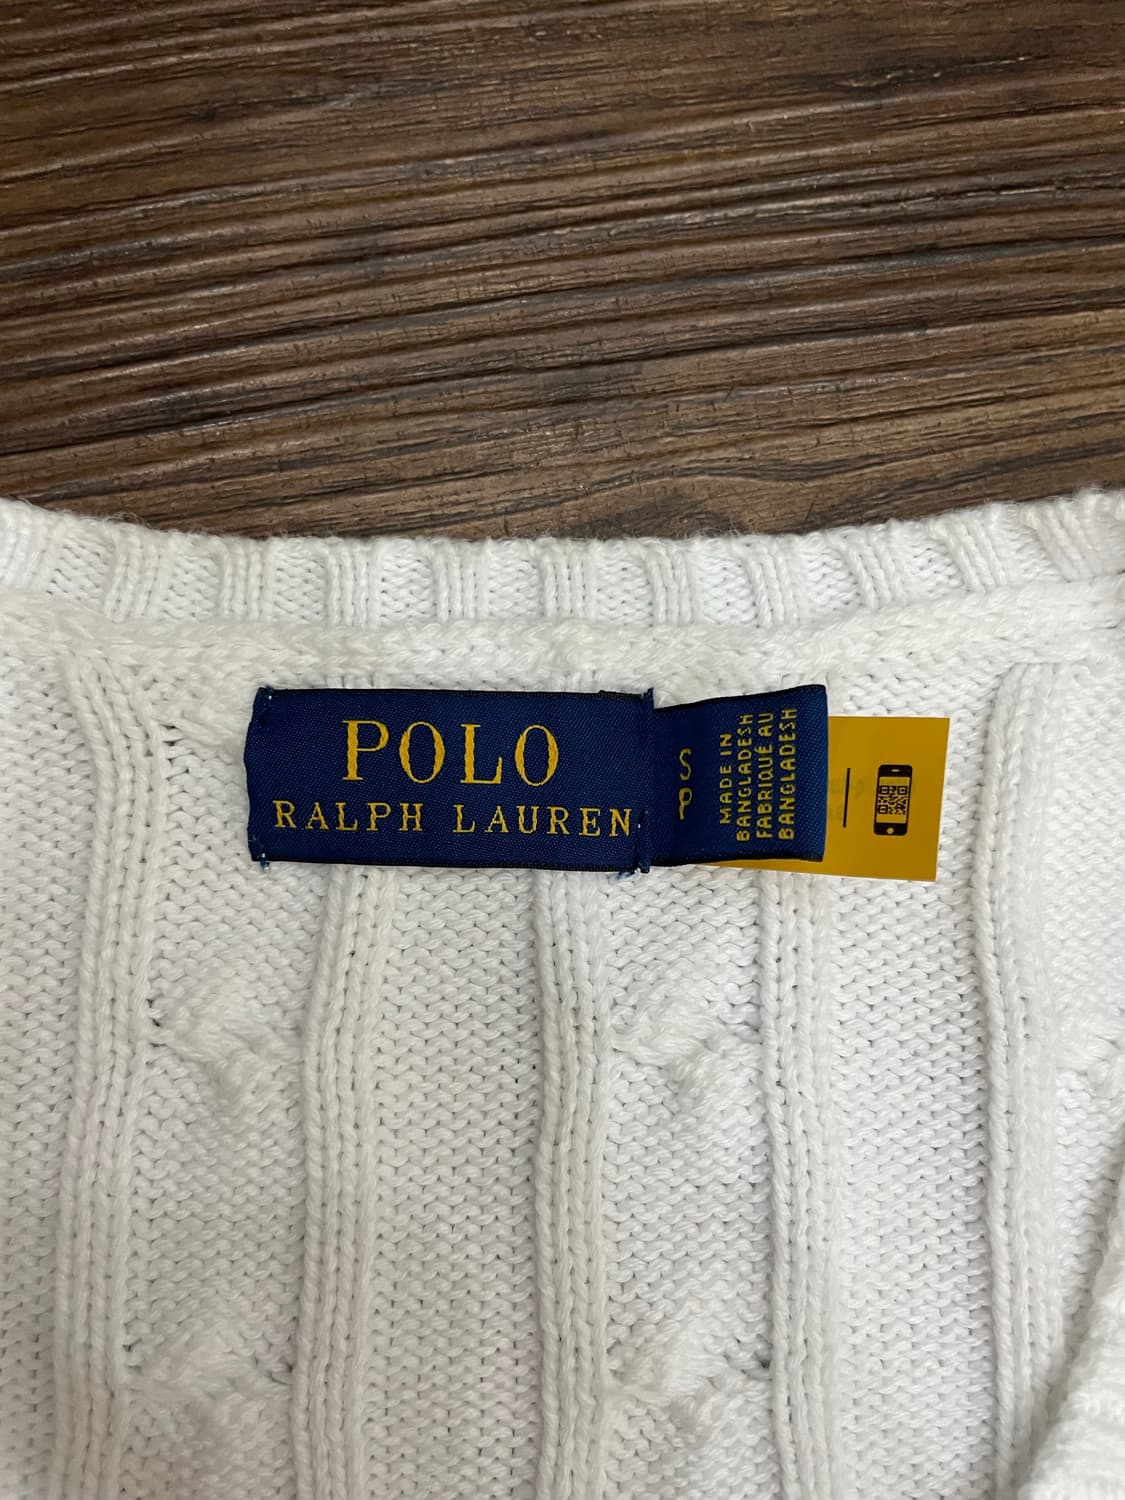 POLO
RALPH LAUREN
S
P
MADE IN
BANGLADESH
FABRIQUÉ AU
BANGLADESH